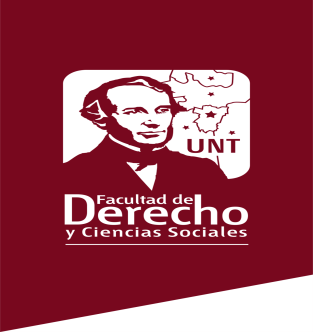 UNT
Facultad de
Derecho
y Ciencias Sociales